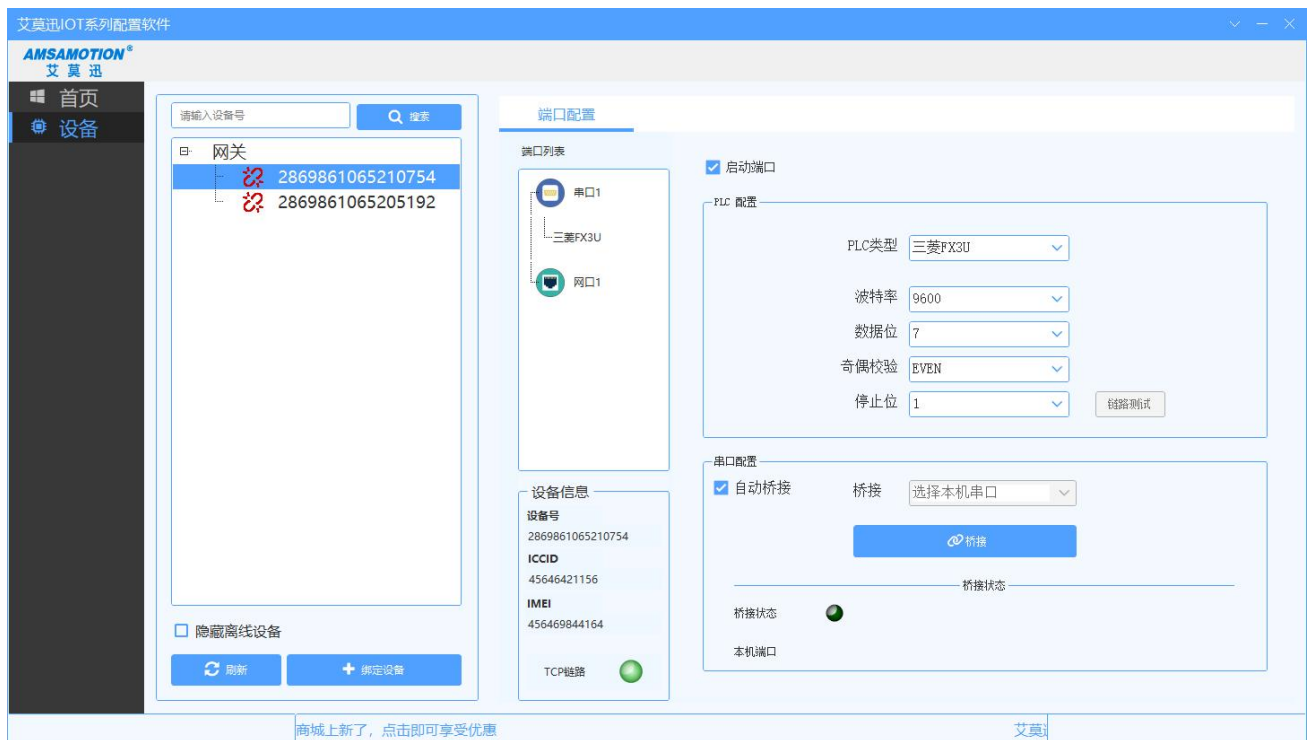 艾莫迅IOT系列配置软件
AMSAMOTION®
艾莫迅
首页
设备
请输入设备号
搜索
网关
2869861065210754
2869861065205192
隐藏离线设备
刷新
绑定设备
端口配置
端口列表
串口1
三菱FX3U
网口1
设备信息
设备号
2869861065210754
ICCID
45646421156
IMEI
456469844164
TCP链路
启动端口
PLC 配置
PLC类型 三菱FX3U
波特率 9600
数据位 7
奇偶校验 EVEN
停止位 1 链路测试
串口配置
自动桥接 桥接 选择本机串口
桥接
桥接状态
桥接状态
本机端口
商城上新了，点击即可享受优惠
艾莫